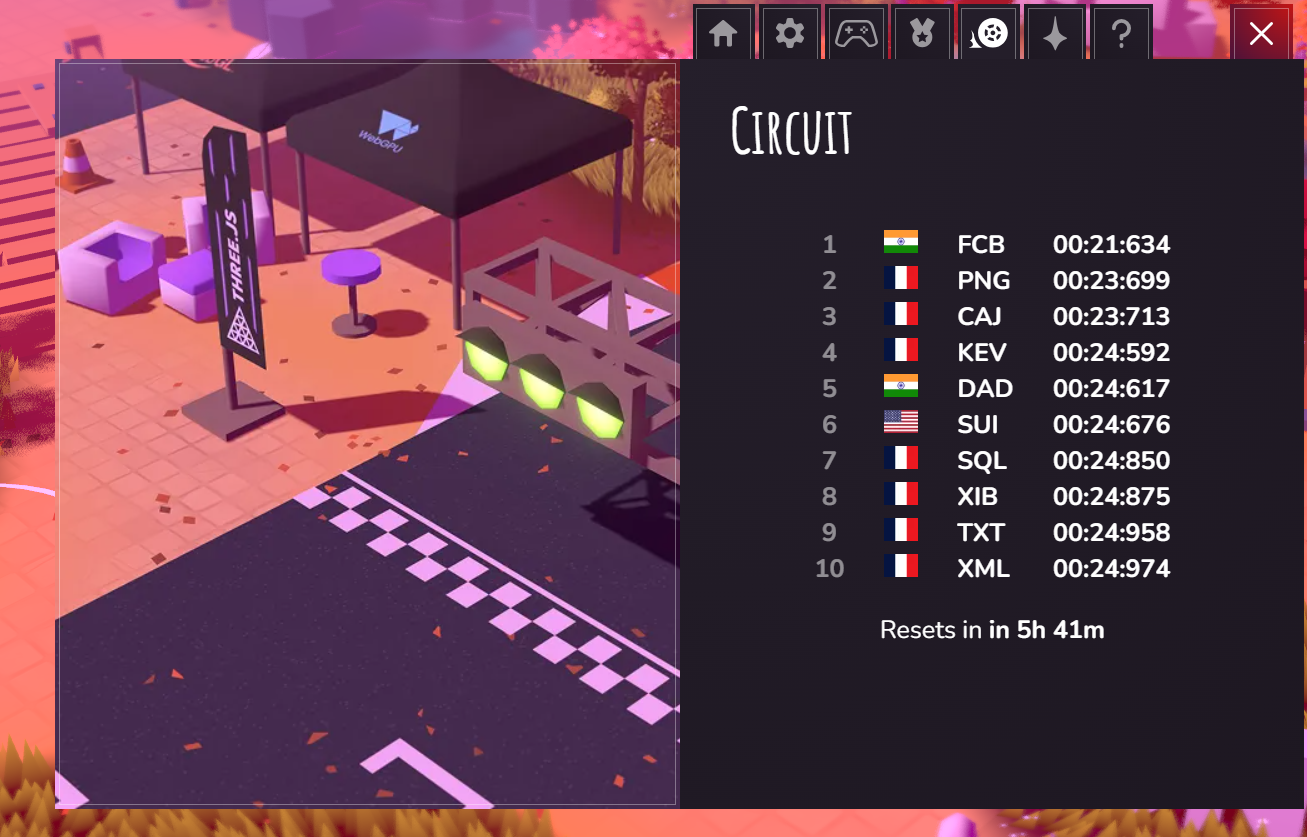 WebGPU
THREE.JS
?
Circuit
1 FCB 00:21:634
2 PNG 00:23:699
3 CAJ 00:23:713
4 KEV 00:24:592
5 DAD 00:24:617
6 SUI 00:24:676
7 SQL 00:24:850
8 XIB 00:24:875
9 TXT 00:24:958
10 XML 00:24:974
Resets in in 5h 41m